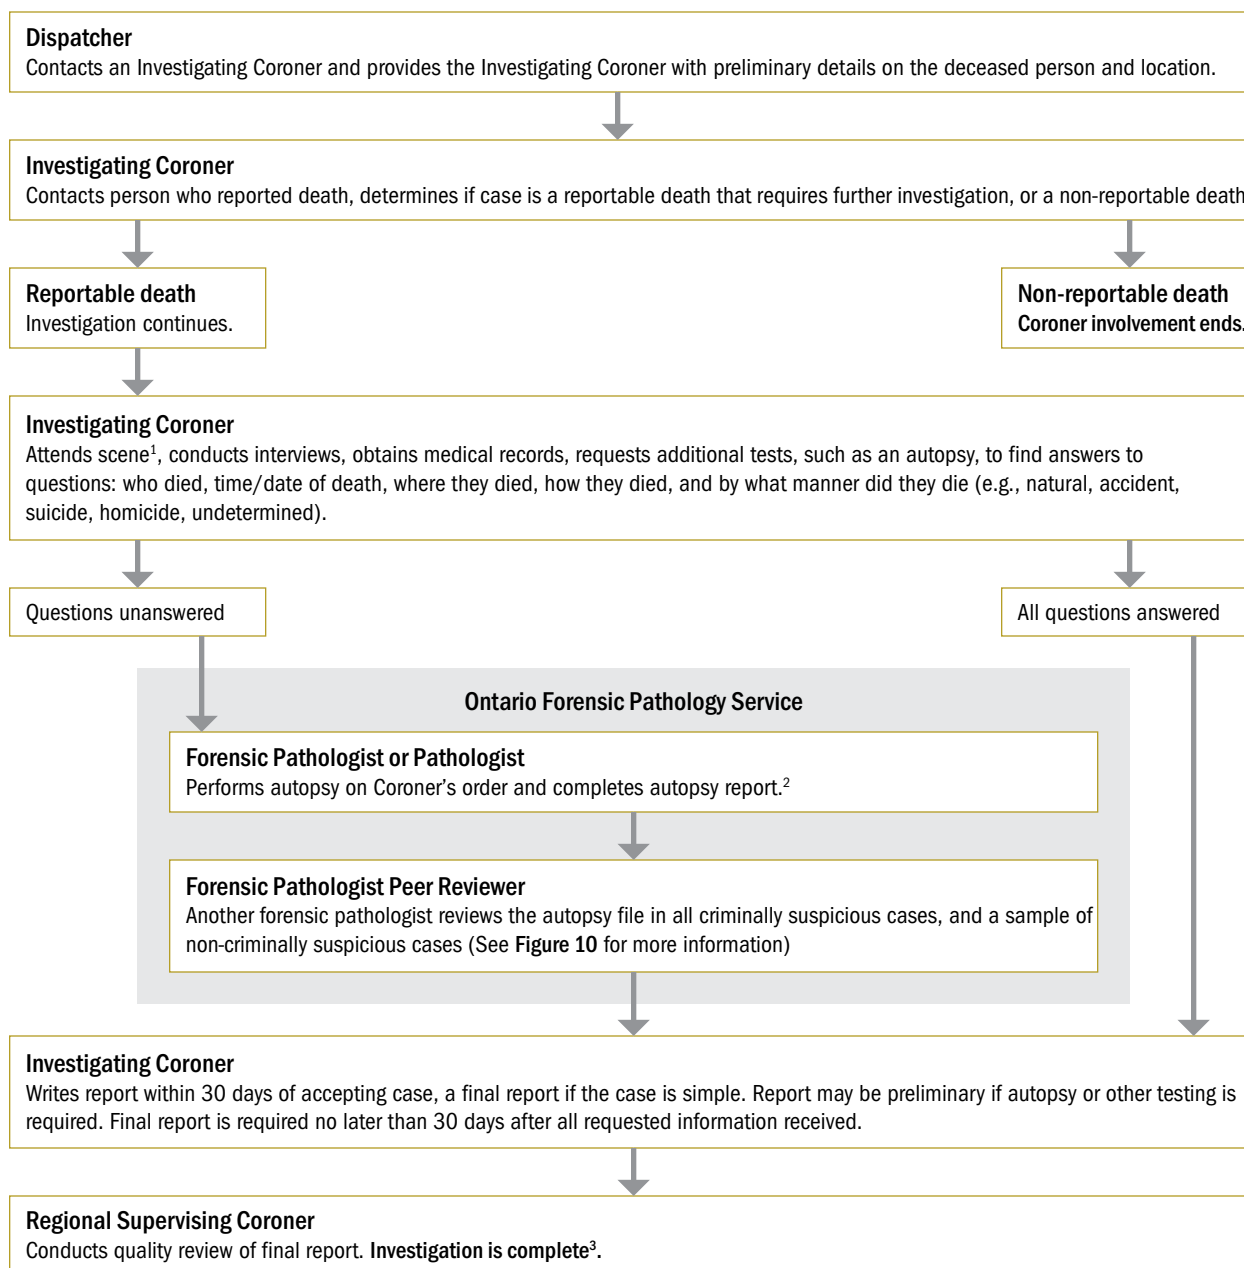 Dispatcher
Contacts an Investigating Coroner and provides the Investigating Coroner with preliminary details on the deceased person and location.
Investigating Coroner
Contacts person who reported death, determines if case is a reportable death that requires further investigation, or a non-reportable death
Reportable death
Investigation continues.
Non-reportable death
Coroner involvement ends.
Investigating Coroner
Attends scene¹, conducts interviews, obtains medical records, requests additional tests, such as an autopsy, to find answers to
questions: who died, time/date of death, where they died, how they died, and by what manner did they die (e.g., natural, accident,
suicide, homicide, undetermined).
Questions unanswered
All questions answered
Ontario Forensic Pathology Service
Forensic Pathologist or Pathologist
Performs autopsy on Coroner’s order and completes autopsy report.²
Forensic Pathologist Peer Reviewer
Another forensic pathologist reviews the autopsy file in all criminally suspicious cases, and a sample of
non-criminally suspicious cases (See Figure 10 for more information)
Investigating Coroner
Writes report within 30 days of accepting case, a final report if the case is simple. Report may be preliminary if autopsy or other testing is
required. Final report is required no later than 30 days after all requested information received.
Regional Supervising Coroner
Conducts quality review of final report. Investigation is complete³.